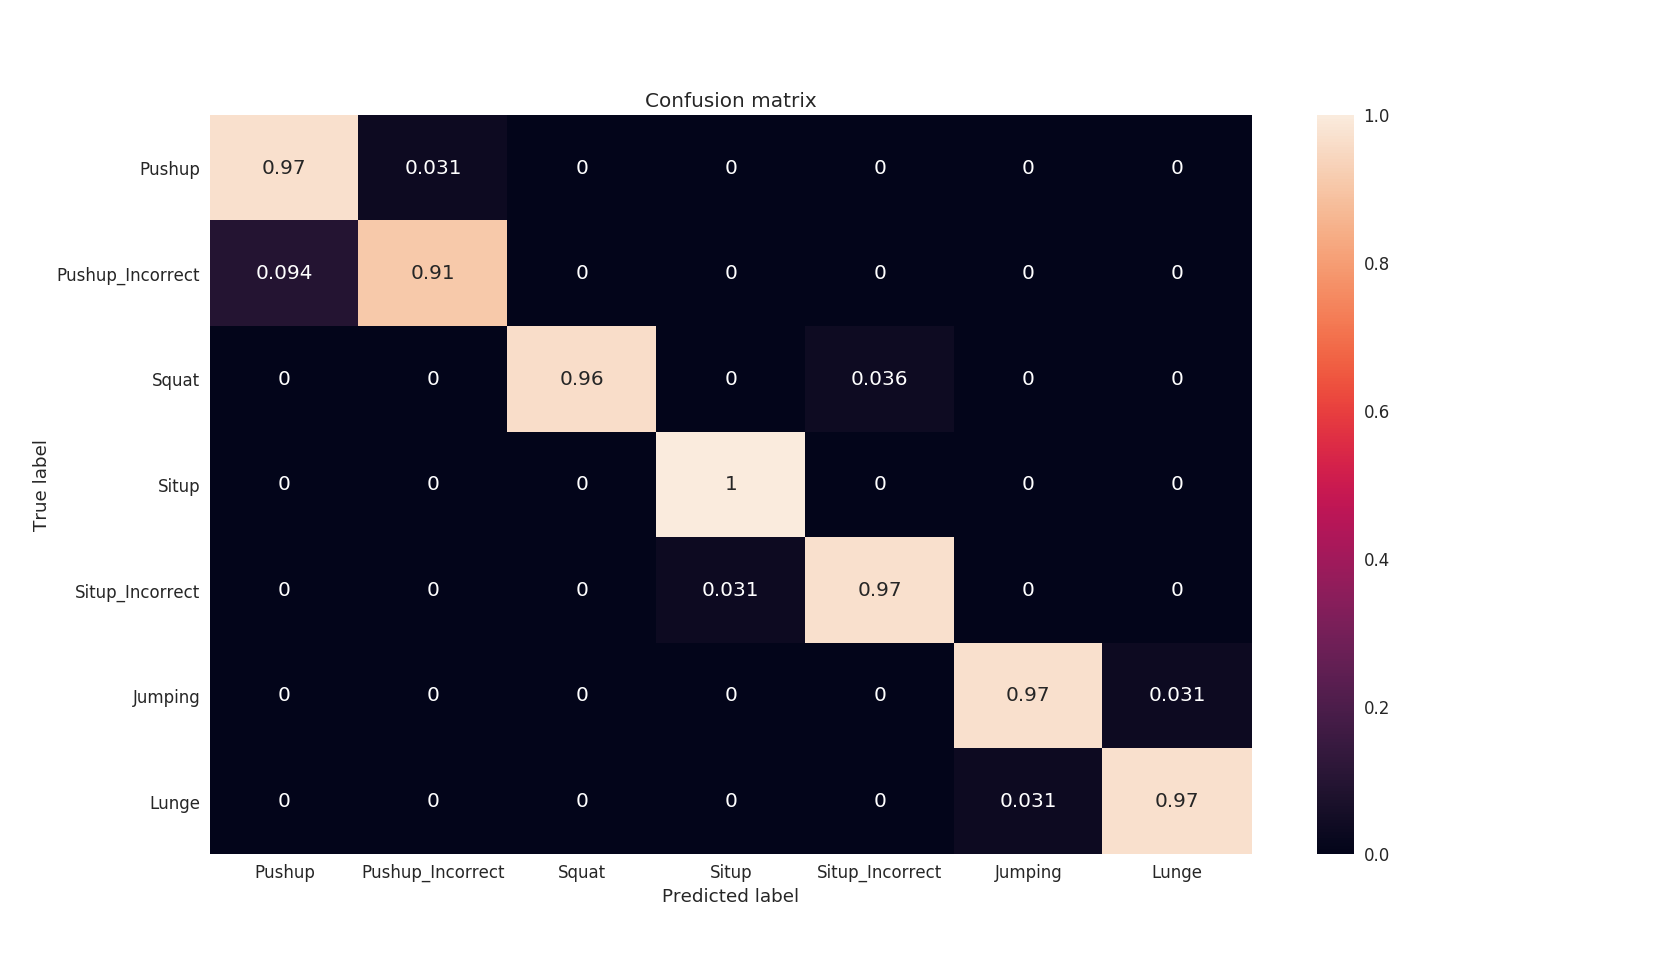 Confusion matrix
Pushup 0.97 0.031 0 0 0 0 0
Pushup_Incorrect 0.094 0.91 0 0 0 0 0
Squat 0 0 0.96 0 0.036 0 0
Situp 0 0 0 1 0 0 0
Situp_Incorrect 0 0 0 0.031 0.97 0 0
Jumping 0 0 0 0 0 0.97 0.031
Lunge 0 0 0 0 0 0.031 0.97
Pushup Pushup_Incorrect Squat Situp Situp_Incorrect Jumping Lunge
Predicted label
True label
1.0
0.8
0.6
0.4
0.2
0.0